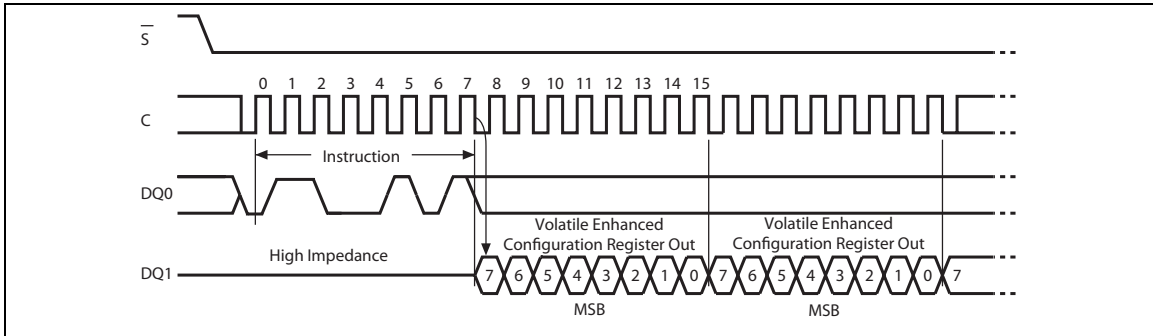 S
0 1 2 3 4 5 6 7 8 9 10 11 12 13 14 15
C
Instruction
DQ0
Volatile Enhanced Volatile Enhanced
Configuration Register Out Configuration Register Out
High Impedance
DQ1 7 6 5 4 3 2 1 0 7 6 5 4 3 2 1 0 7
MSB MSB